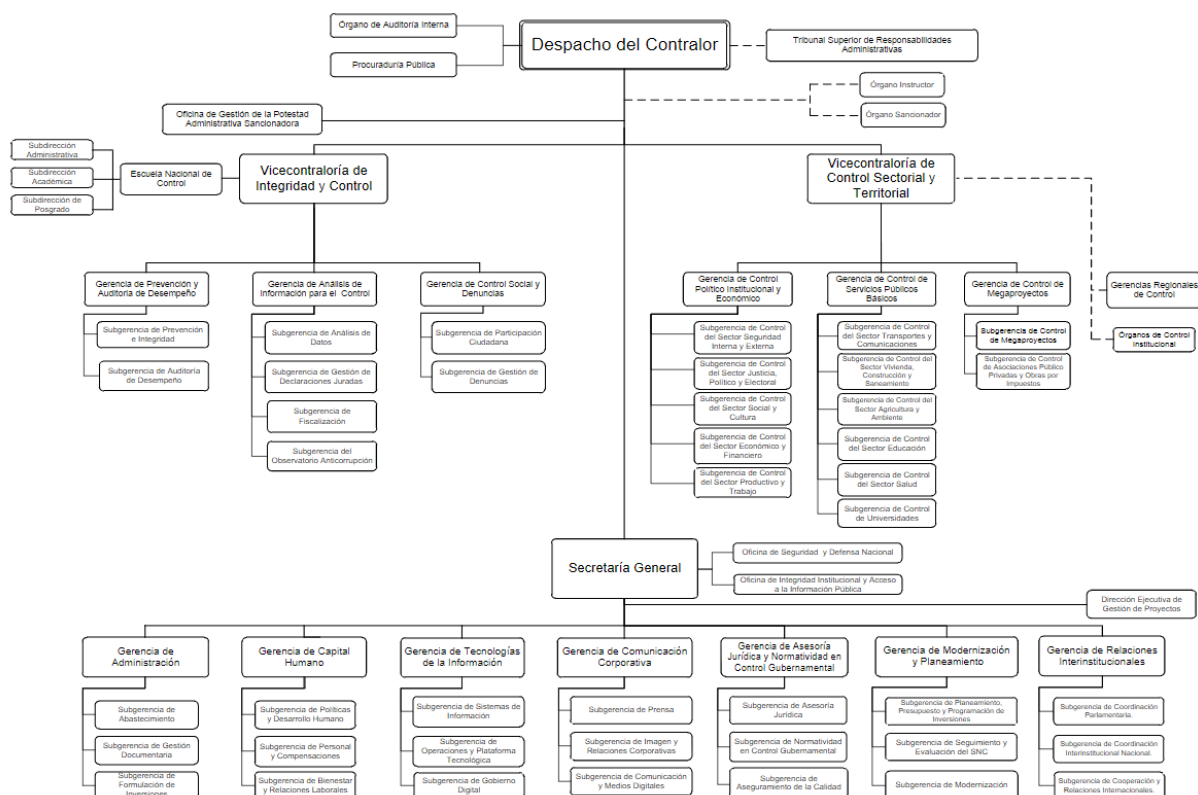 Órgano de Auditoría Interna
Despacho del Contralor
Tribunal Superior de Responsabilidades
Administrativas
Procuraduría Pública
Órgano Instructor
Órgano Sancionador
Oficina de Gestión de la Potestad
Administrativa Sancionadora
Subdirección
Administrativa
Subdirección
Académica
Subdirección de
Posgrado
Escuela Nacional de
Control
Vicecontraloría de
Integridad y Control
Vicecontraloría de
Control Sectorial y
Territorial
Gerencia de Prevención y
Auditoría de Desempeño
Subgerencia de Prevención
e Integridad
Subgerencia de Auditoría
de Desempeño
Gerencia de Análisis de
Información para el Control
Subgerencia de Análisis de
Datos
Subgerencia de Gestión de
Declaraciones Juradas
Subgerencia de
Fiscalización
Subgerencia del
Observatorio Anticorrupción
Gerencia de Control Social y
Denuncias
Subgerencia de Participación
Ciudadana
Subgerencia de Gestión de
Denuncias
Gerencia de Control
Político Institucional y
Económico
Subgerencia de Control
del Sector Seguridad
Interna y Externa
Subgerencia de Control
del Sector Justicia,
Político y Electoral
Subgerencia de Control
del Sector Social y
Cultura
Subgerencia de Control
del Sector Económico y
Financiero
Subgerencia de Control
del Sector Productivo y
Trabajo
Gerencia de Control de
Servicios Públicos
Básicos
Subgerencia de Control
del Sector Transportes y
Comunicaciones
Subgerencia de Control del
Sector Vivienda,
Construcción y
Saneamiento
Subgerencia de Control del
Sector Agricultura y
Ambiente
Subgerencia de Control
del Sector Educación
Subgerencia de Control
del Sector Salud
Subgerencia de Control
de Universidades
Gerencia de Control de
Megaproyectos
Subgerencia de Control
de Megaproyectos
Subgerencia de Control
de Asociaciones Público
Privadas y Obras por
Impuestos
Gerencias Regionales
de Control
Órganos de Control
Institucional
Secretaría General
Oficina de Seguridad y Defensa Nacional
Oficina de Integridad Institucional y Acceso
a la Información Pública
Dirección Ejecutiva de
Gestión de Proyectos
Gerencia de
Administración
Subgerencia de
Abastecimiento
Subgerencia de Gestión
Documentaria
Subgerencia de
Formulación de
Inversiones
Gerencia de Capital
Humano
Subgerencia de Políticas
y Desarrollo Humano
Subgerencia de Personal
y Compensaciones
Subgerencia de Bienestar
y Relaciones Laborales
Gerencia de Tecnologías
de la Información
Subgerencia de Sistemas de
Información
Subgerencia de
Operaciones y Plataforma
Tecnológica
Subgerencia de Gobierno
Digital
Gerencia de Comunicación
Corporativa
Subgerencia de Prensa
Subgerencia de Imagen y
Relaciones Corporativas
Subgerencia de Comunicación
y Medios Digitales
Gerencia de Asesoría
Jurídica y Normatividad en
Control Gubernamental
Subgerencia de Asesoría
Jurídica
Subgerencia de Normatividad
en Control Gubernamental
Subgerencia de
Aseguramiento de la Calidad
Gerencia de Modernización
y Planeamiento
Subgerencia de Planeamiento,
Presupuesto y Programación de
Inversiones
Subgerencia de Seguimiento y
Evaluación del SNC
Subgerencia de Modernización
Gerencia de Relaciones
Interinstitucionales
Subgerencia de Coordinación
Parlamentaria.
Subgerencia de Coordinación
Interinstitucional Nacional.
Subgerencia de Cooperación y
Relaciones Internacionales.